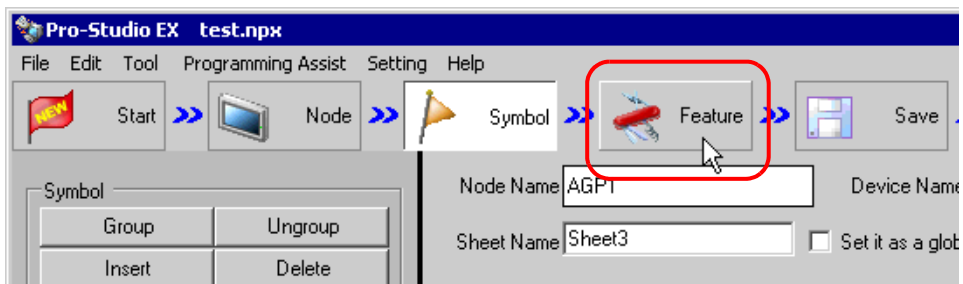 Pro-Studio EX test.npx
File Edit Tool Programming Assist Setting Help
NEW Start Node Symbol Feature Save
Symbol
Group Ungroup
Insert Delete
Node Name AGP1 Device Name
Sheet Name Sheet3 Set it as a glob